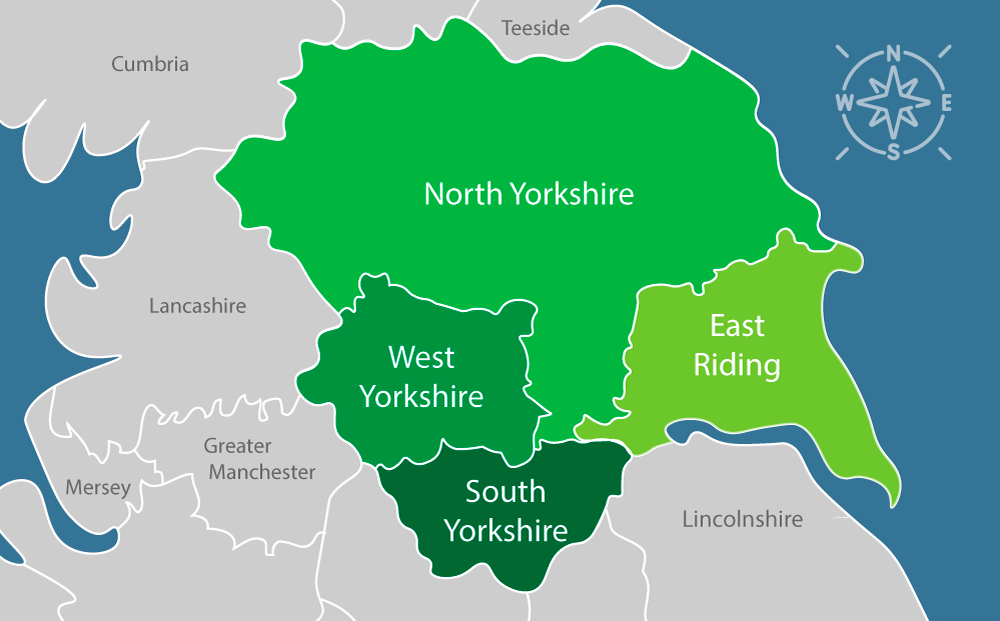 Teeside
Cumbria
N
W
E
S
North Yorkshire
Lancashire
East
Riding
West
Yorkshire
Greater
Manchester
Mersey
South
Yorkshire
Lincolnshire